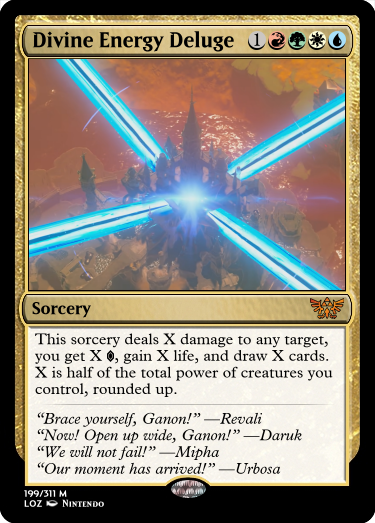 Divine Energy Deluge 1
Sorcery
This sorcery deals X damage to any target,
you get X , gain X life, and draw X cards.
X is half of the total power of creatures you
control, rounded up.
“Brace yourself, Ganon!” —Revali
“Now! Open up wide, Ganon!” —Daruk
“We will not fail!” —Mipha
“Our moment has arrived!” —Urbosa
199/311 M
LOZ Nintendo